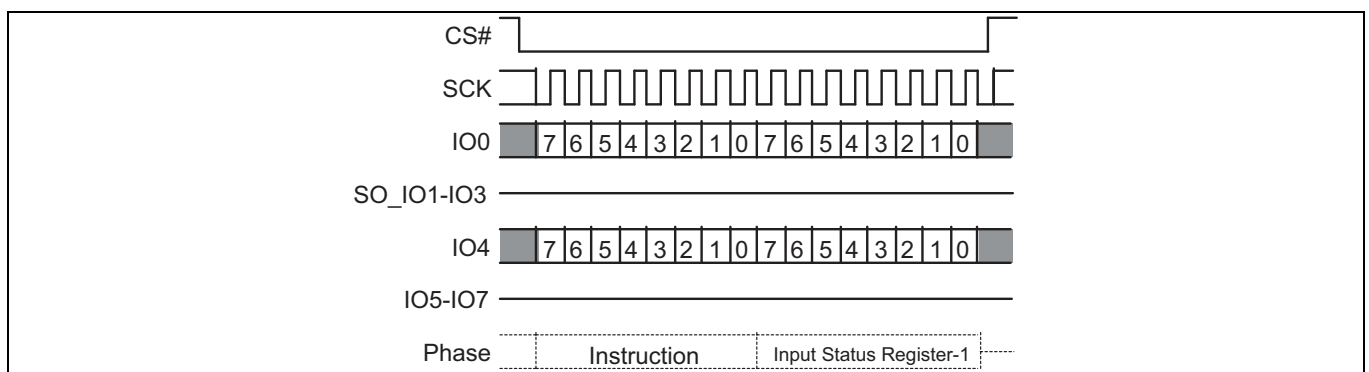 CS#
SCK
IO0 7 6 5 4 3 2 1 0 7 6 5 4 3 2 1 0
SO_IO1-IO3
IO4 7 6 5 4 3 2 1 0 7 6 5 4 3 2 1 0
IO5-IO7
Phase Instruction Input Status Register-1